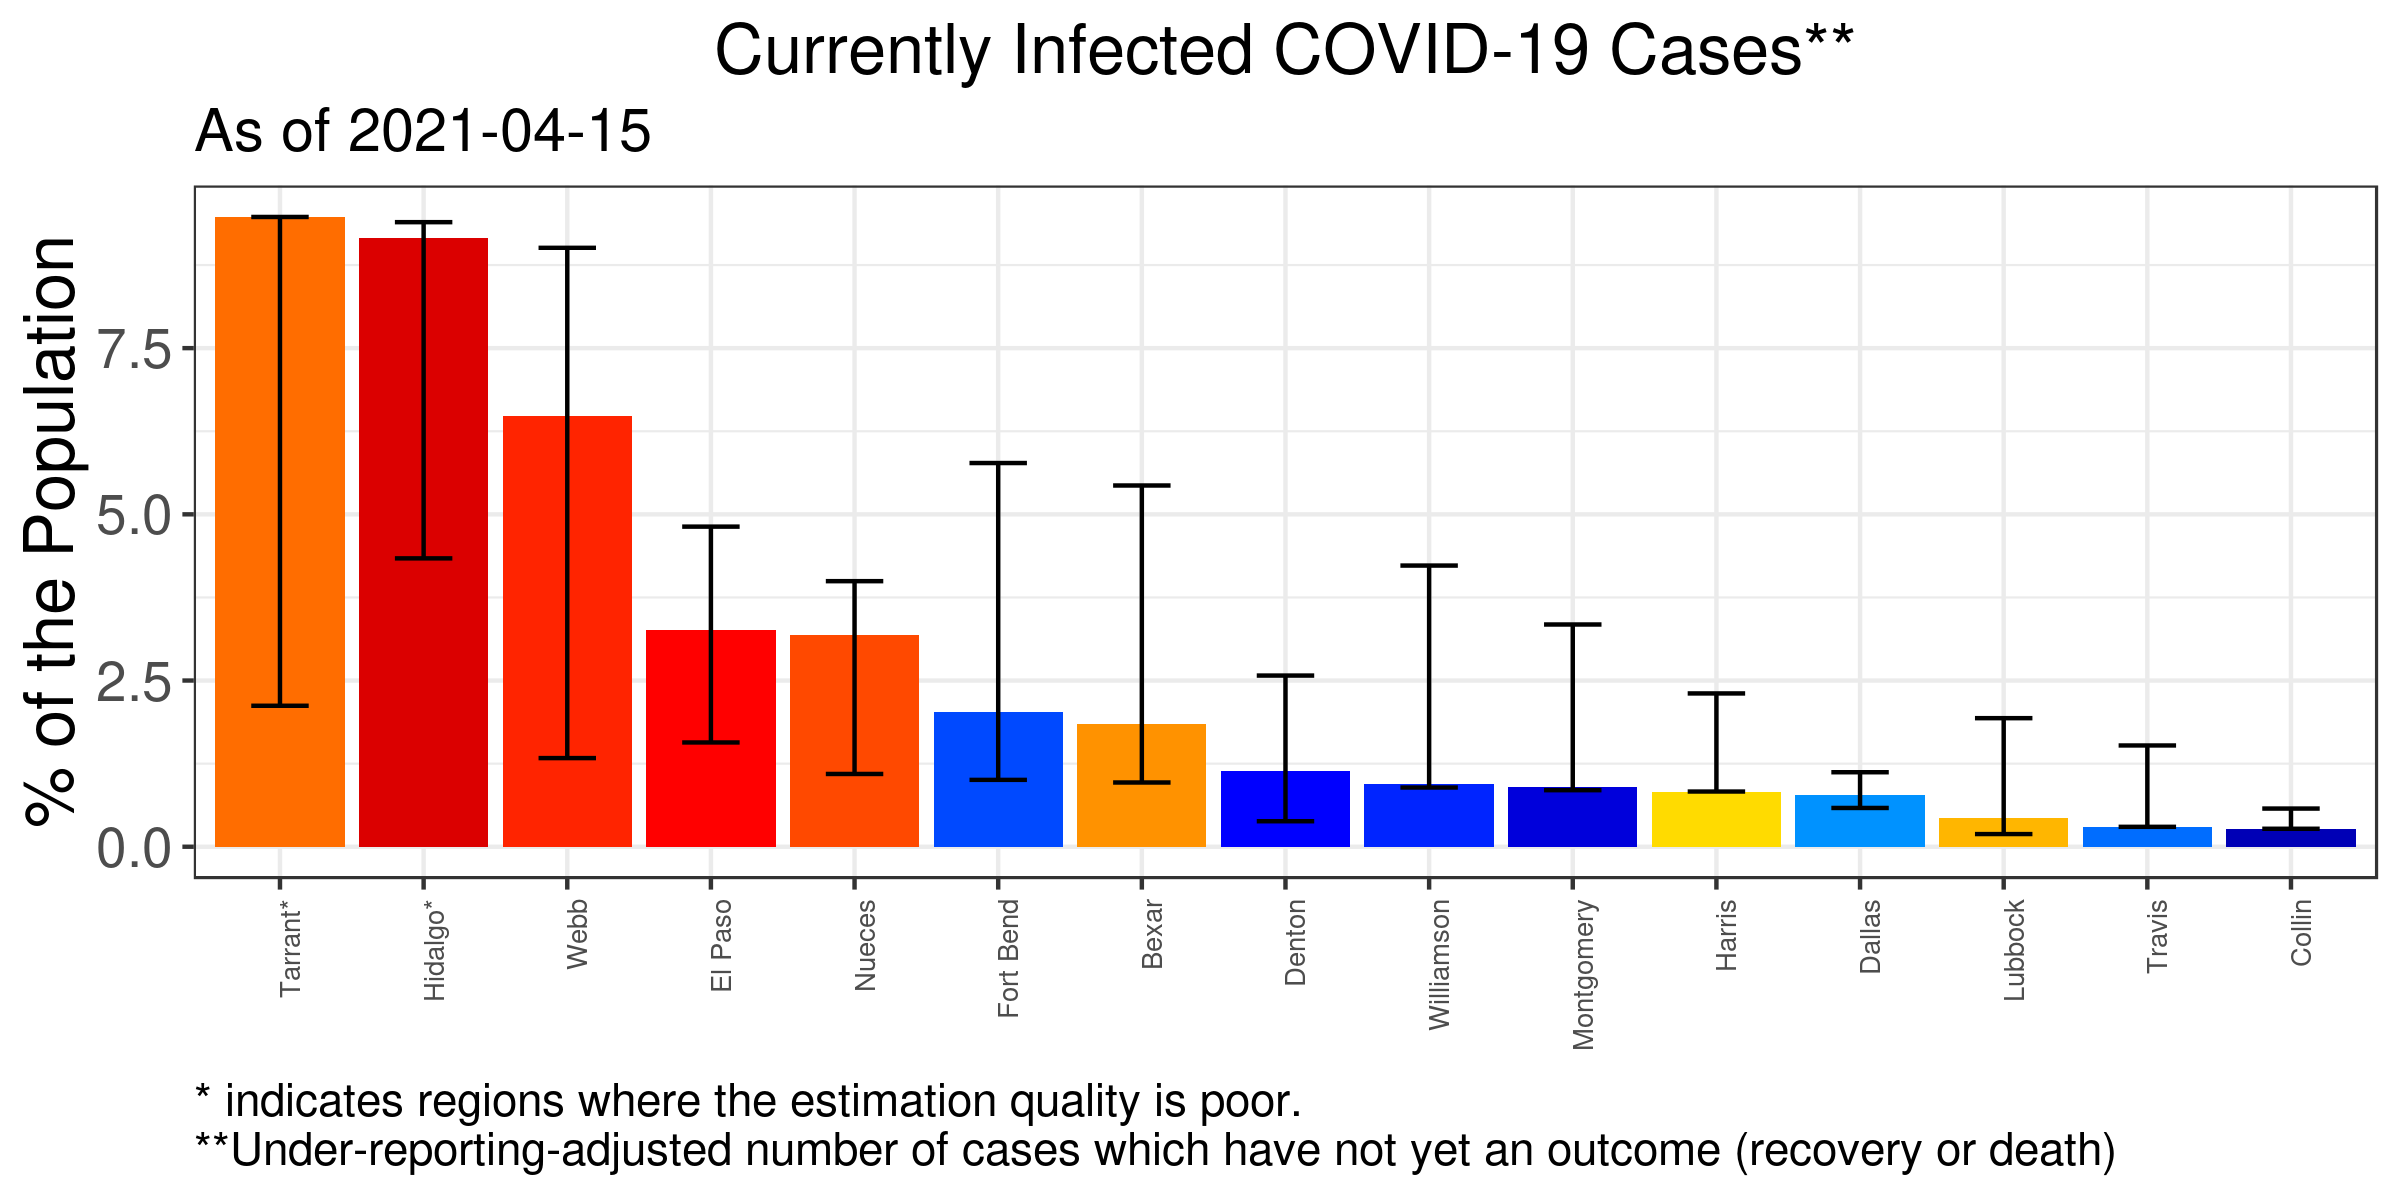 Currently Infected COVID-19 Cases**
As of 2021-04-15
% of the Population
7.5
5.0
2.5
0.0
Tarrant*
Hidalgo*
Webb
El Paso
Nueces
Fort Bend
Bexar
Denton
Williamson
Montgomery
Harris
Dallas
Lubbock
Travis
Collin
* indicates regions where the estimation quality is poor.
**Under-reporting-adjusted number of cases which have not yet an outcome (recovery or death)